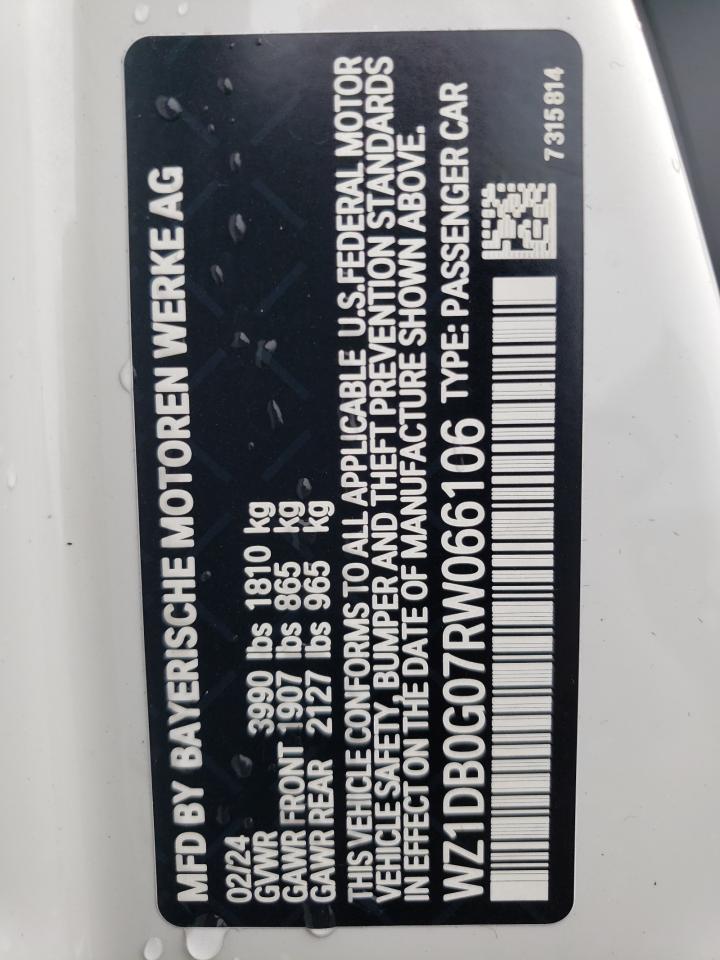 MFD BY BAYERISCHE MOTOREN WERKE AG
02/24
GVWR 3990 lbs 1810 kg
GAWR FRONT 1907 lbs 865 kg
GAWR REAR 2127 lbs 965 kg
THIS VEHICLE CONFORMS TO ALL APPLICABLE U.S.FEDERAL MOTOR
VEHICLE SAFETY, BUMPER AND THEFT PREVENTION STANDARDS
IN EFFECT ON THE DATE OF MANUFACTURE SHOWN ABOVE.
WZ1DB0G07RW066106 TYPE: PASSENGER CAR
7315814